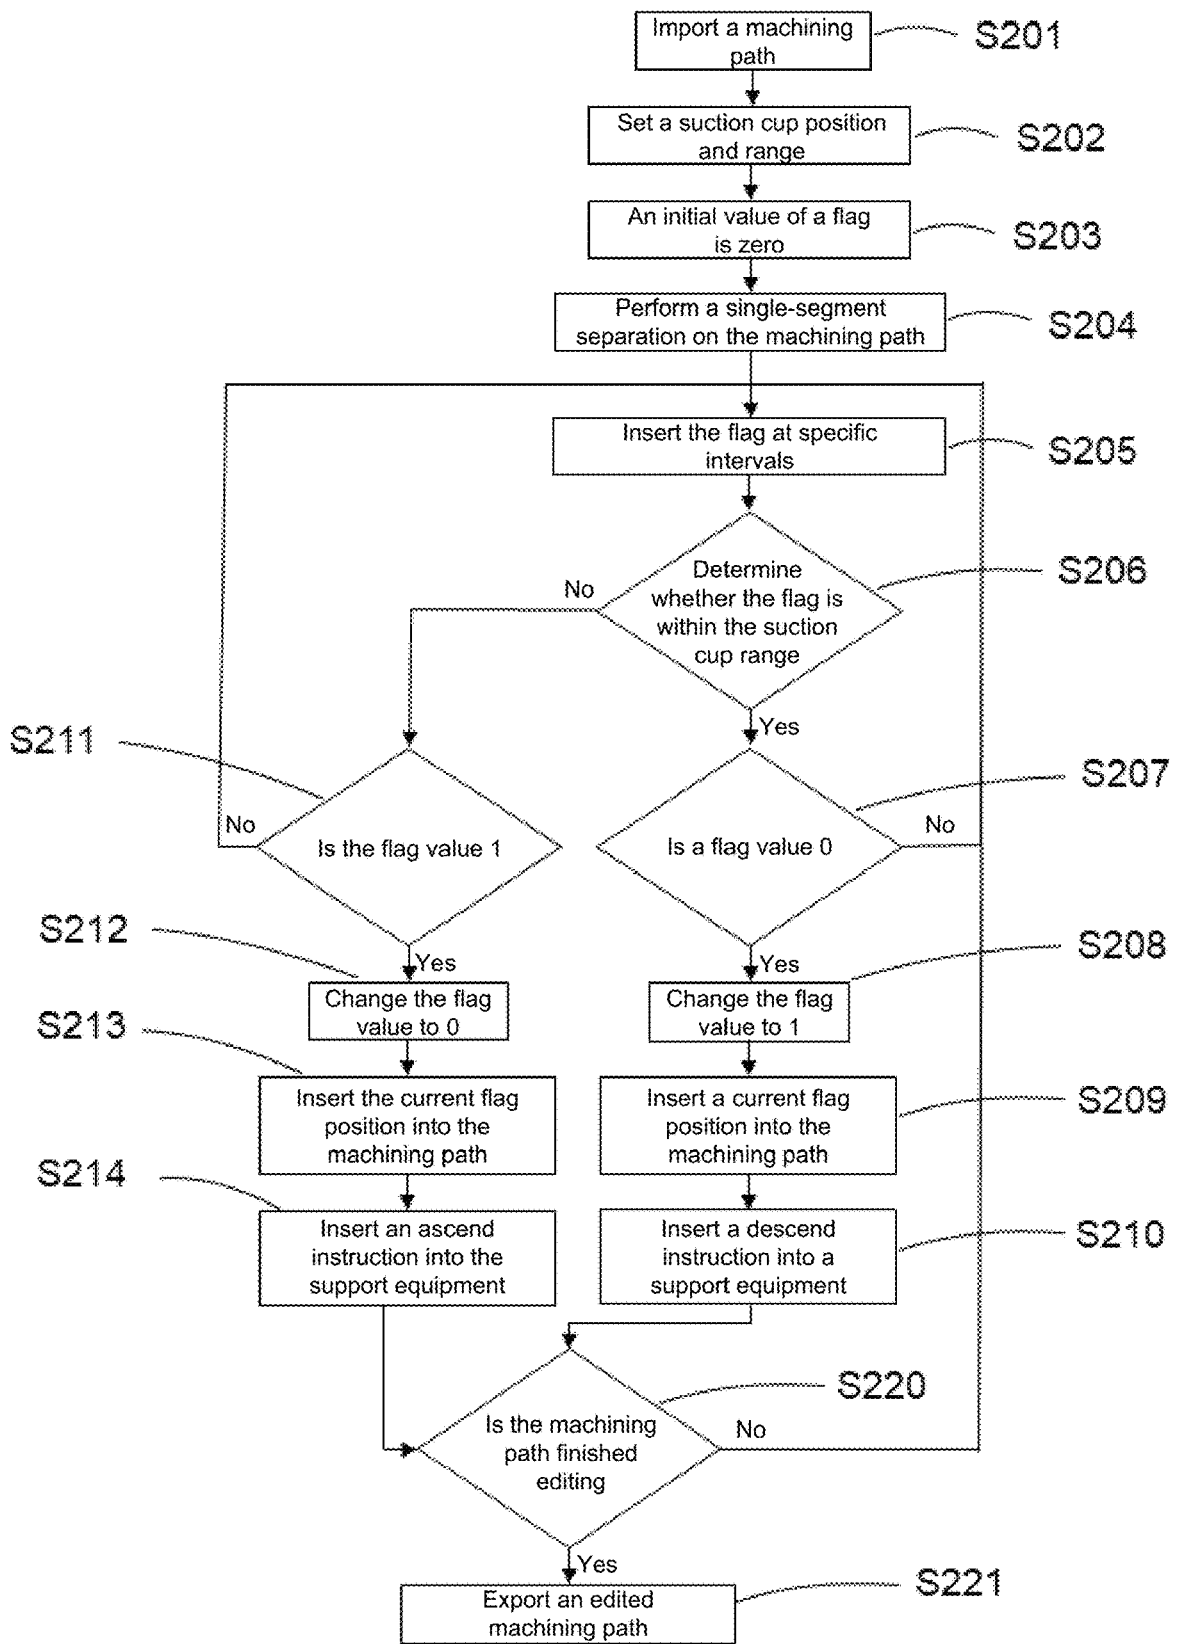 Import a machining
path
S201
Set a suction cup position
and range
S202
An initial value of a flag
is zero
S203
Perform a single-segment
separation on the machining path
S204
Insert the flag at specific
intervals
S205
Determine
whether the flag is
within the suction
cup range
S206
No
Yes
S211
Is the flag value 1
No
S207
Is a flag value 0
No
S212
Yes
Change the flag
value to 0
S208
Yes
Change the flag
value to 1
S213
Insert the current flag
position into the
machining path
S209
Insert a current flag
position into the
machining path
S214
Insert an ascend
instruction into the
support equipment
S210
Insert a descend
instruction into a
support equipment
S220
Is the machining
path finished
editing
No
Yes
Export an edited
machining path
S221